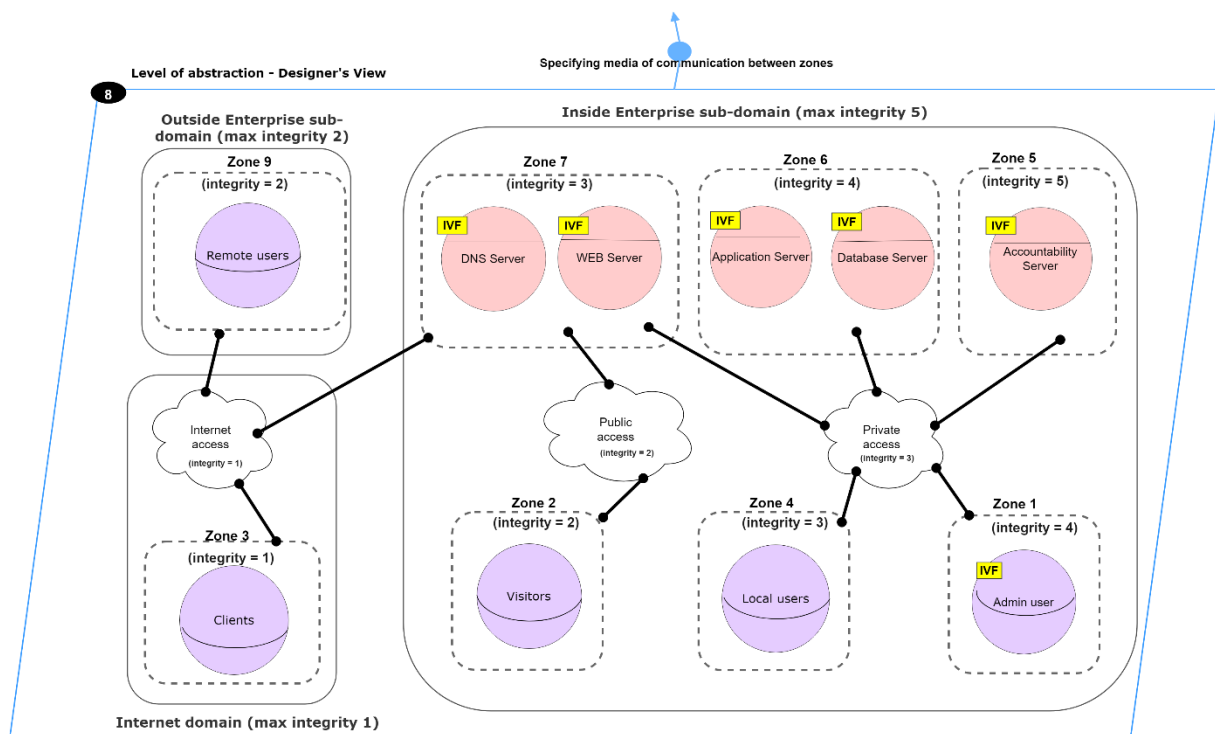 Specifying media of communication between zones
Level of abstraction - Designer's View
8
Outside Enterprise sub-
domain (max integrity 2)
Inside Enterprise sub-domain (max integrity 5)
Zone 9
(integrity = 2)
Remote users
Zone 7
(integrity = 3)
IVF
DNS Server
IVF
WEB Server
Zone 6
(integrity = 4)
IVF
Application Server
IVF
Database Server
Zone 5
(integrity = 5)
IVF
Accountability
Server
Internet
access
(integrity = 1)
Public
access
(integrity = 2)
Private
access
(integrity = 3)
Zone 3
(integrity = 1)
Clients
Zone 2
(integrity = 2)
Visitors
Zone 4
(integrity = 3)
Local users
Zone 1
(integrity = 4)
IVF
Admin user
Internet domain (max integrity 1)